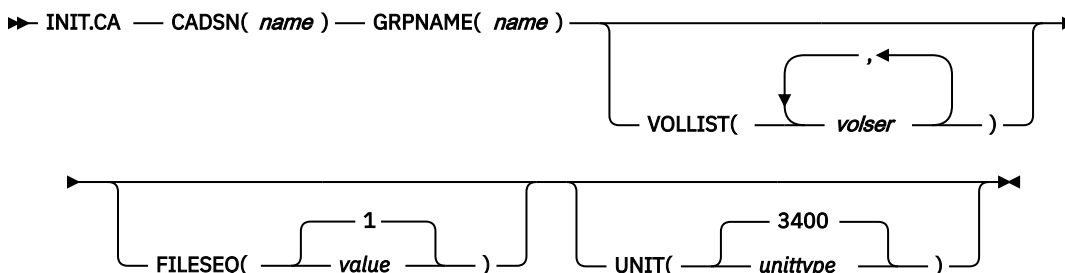 INIT.CA CADSN( name ) GRPNAME( name )
,
VOLLIST( volser )
1
FILESEQ( value )
3400
UNIT( unittype )